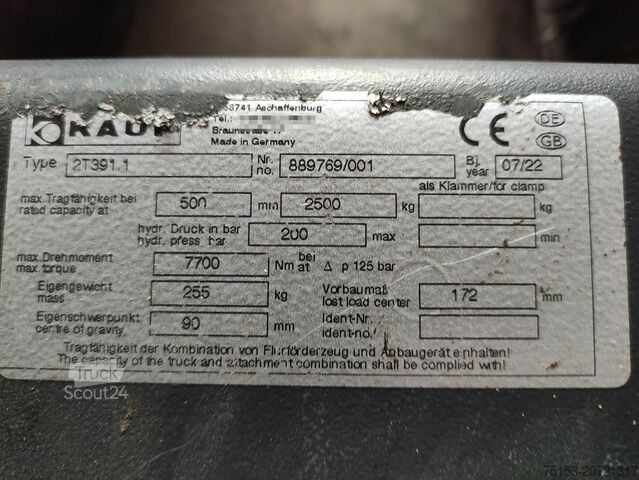 63741 Aschaffenburg
KAUP
Tel.:
Made in Germany
CE DE
GB
Type 2T391.1 Nr. no. 889769/001 Bj. year 07/22
als Klammer/for clamp
max. Tragfähigkeit bei
rated capacity at 500 mm 2500 kg kg
hydr. Druck in bar
hydr. press bar 200 max min
max. Drehmoment
max. torque 7700 Nm bei at Δ p 125 bar
Eigengewicht
mass 255 kg Vorbaumaß
lost load center 172 mm
Eigenschwerpunkt
centre of gravity 90 mm Ident-Nr.
ident-no.
Tragfähigkeit der Kombination von Flurförderzeug und Anbaugerät einhalten!
The capacity of the truck and attachment combination shall be complied with!
Truck
Scout24
75153-20721817